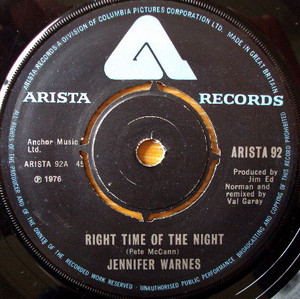 ARISTA RECORDS A DIVISION OF COLUMBIA PICTURES CORPORATION LTD. MADE IN GREAT BRITAIN
ARISTA RECORDS
Anchor Music
Ltd.
ARISTA 92A 45
℗ 1976
ARISTA 92
Produced by
Jim Ed
Norman and
remixed by
Val Garay
RIGHT TIME OF THE NIGHT
(Pete McCann)
JENNIFER WARNES
ALL RIGHTS OF THE PRODUCER AND OF THE OWNER OF THE RECORDED WORK RESERVED. UNAUTHORISED PUBLIC PERFORMANCE, BROADCASTING AND COPYING OF THIS RECORD PROHIBITED